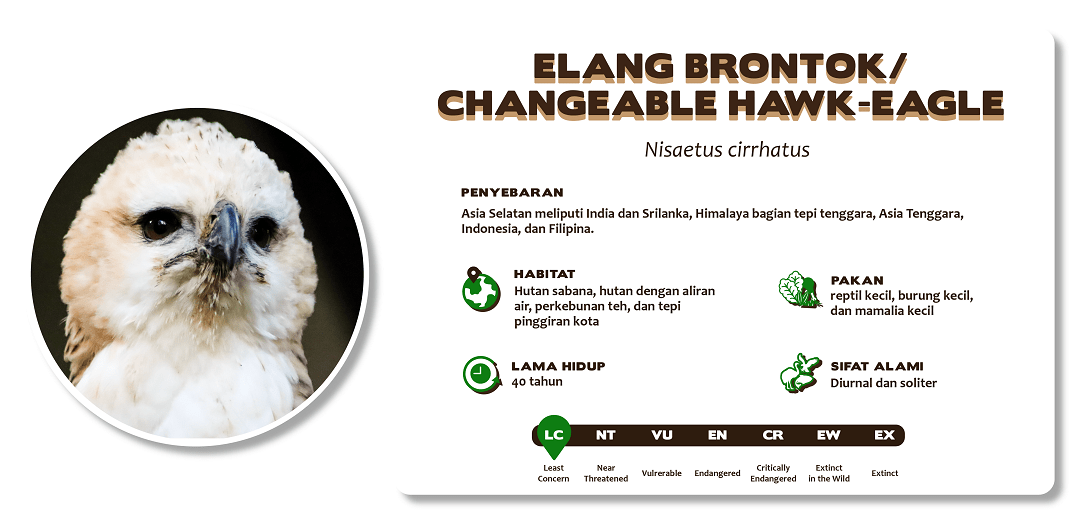 ELANG BRONTOK/
CHANGEABLE HAWK-EAGLE
Nisaetus cirrhatus
PENYEBARAN
Asia Selatan meliputi India dan Srilanka, Himalaya bagian tepi tenggara, Asia Tenggara,
Indonesia, dan Filipina.
HABITAT
Hutan sabana, hutan dengan aliran
air, perkebunan teh, dan tepi
pinggiran kota
PAKAN
reptil kecil, burung kecil,
dan mamalia kecil
LAMA HIDUP
40 tahun
SIFAT ALAMI
Diurnal dan soliter
LC NT VU EN CR EW EX
Least Concern
Near Threatened
Vulrerable
Endangered
Critically Endangered
Extinct in the Wild
Extinct